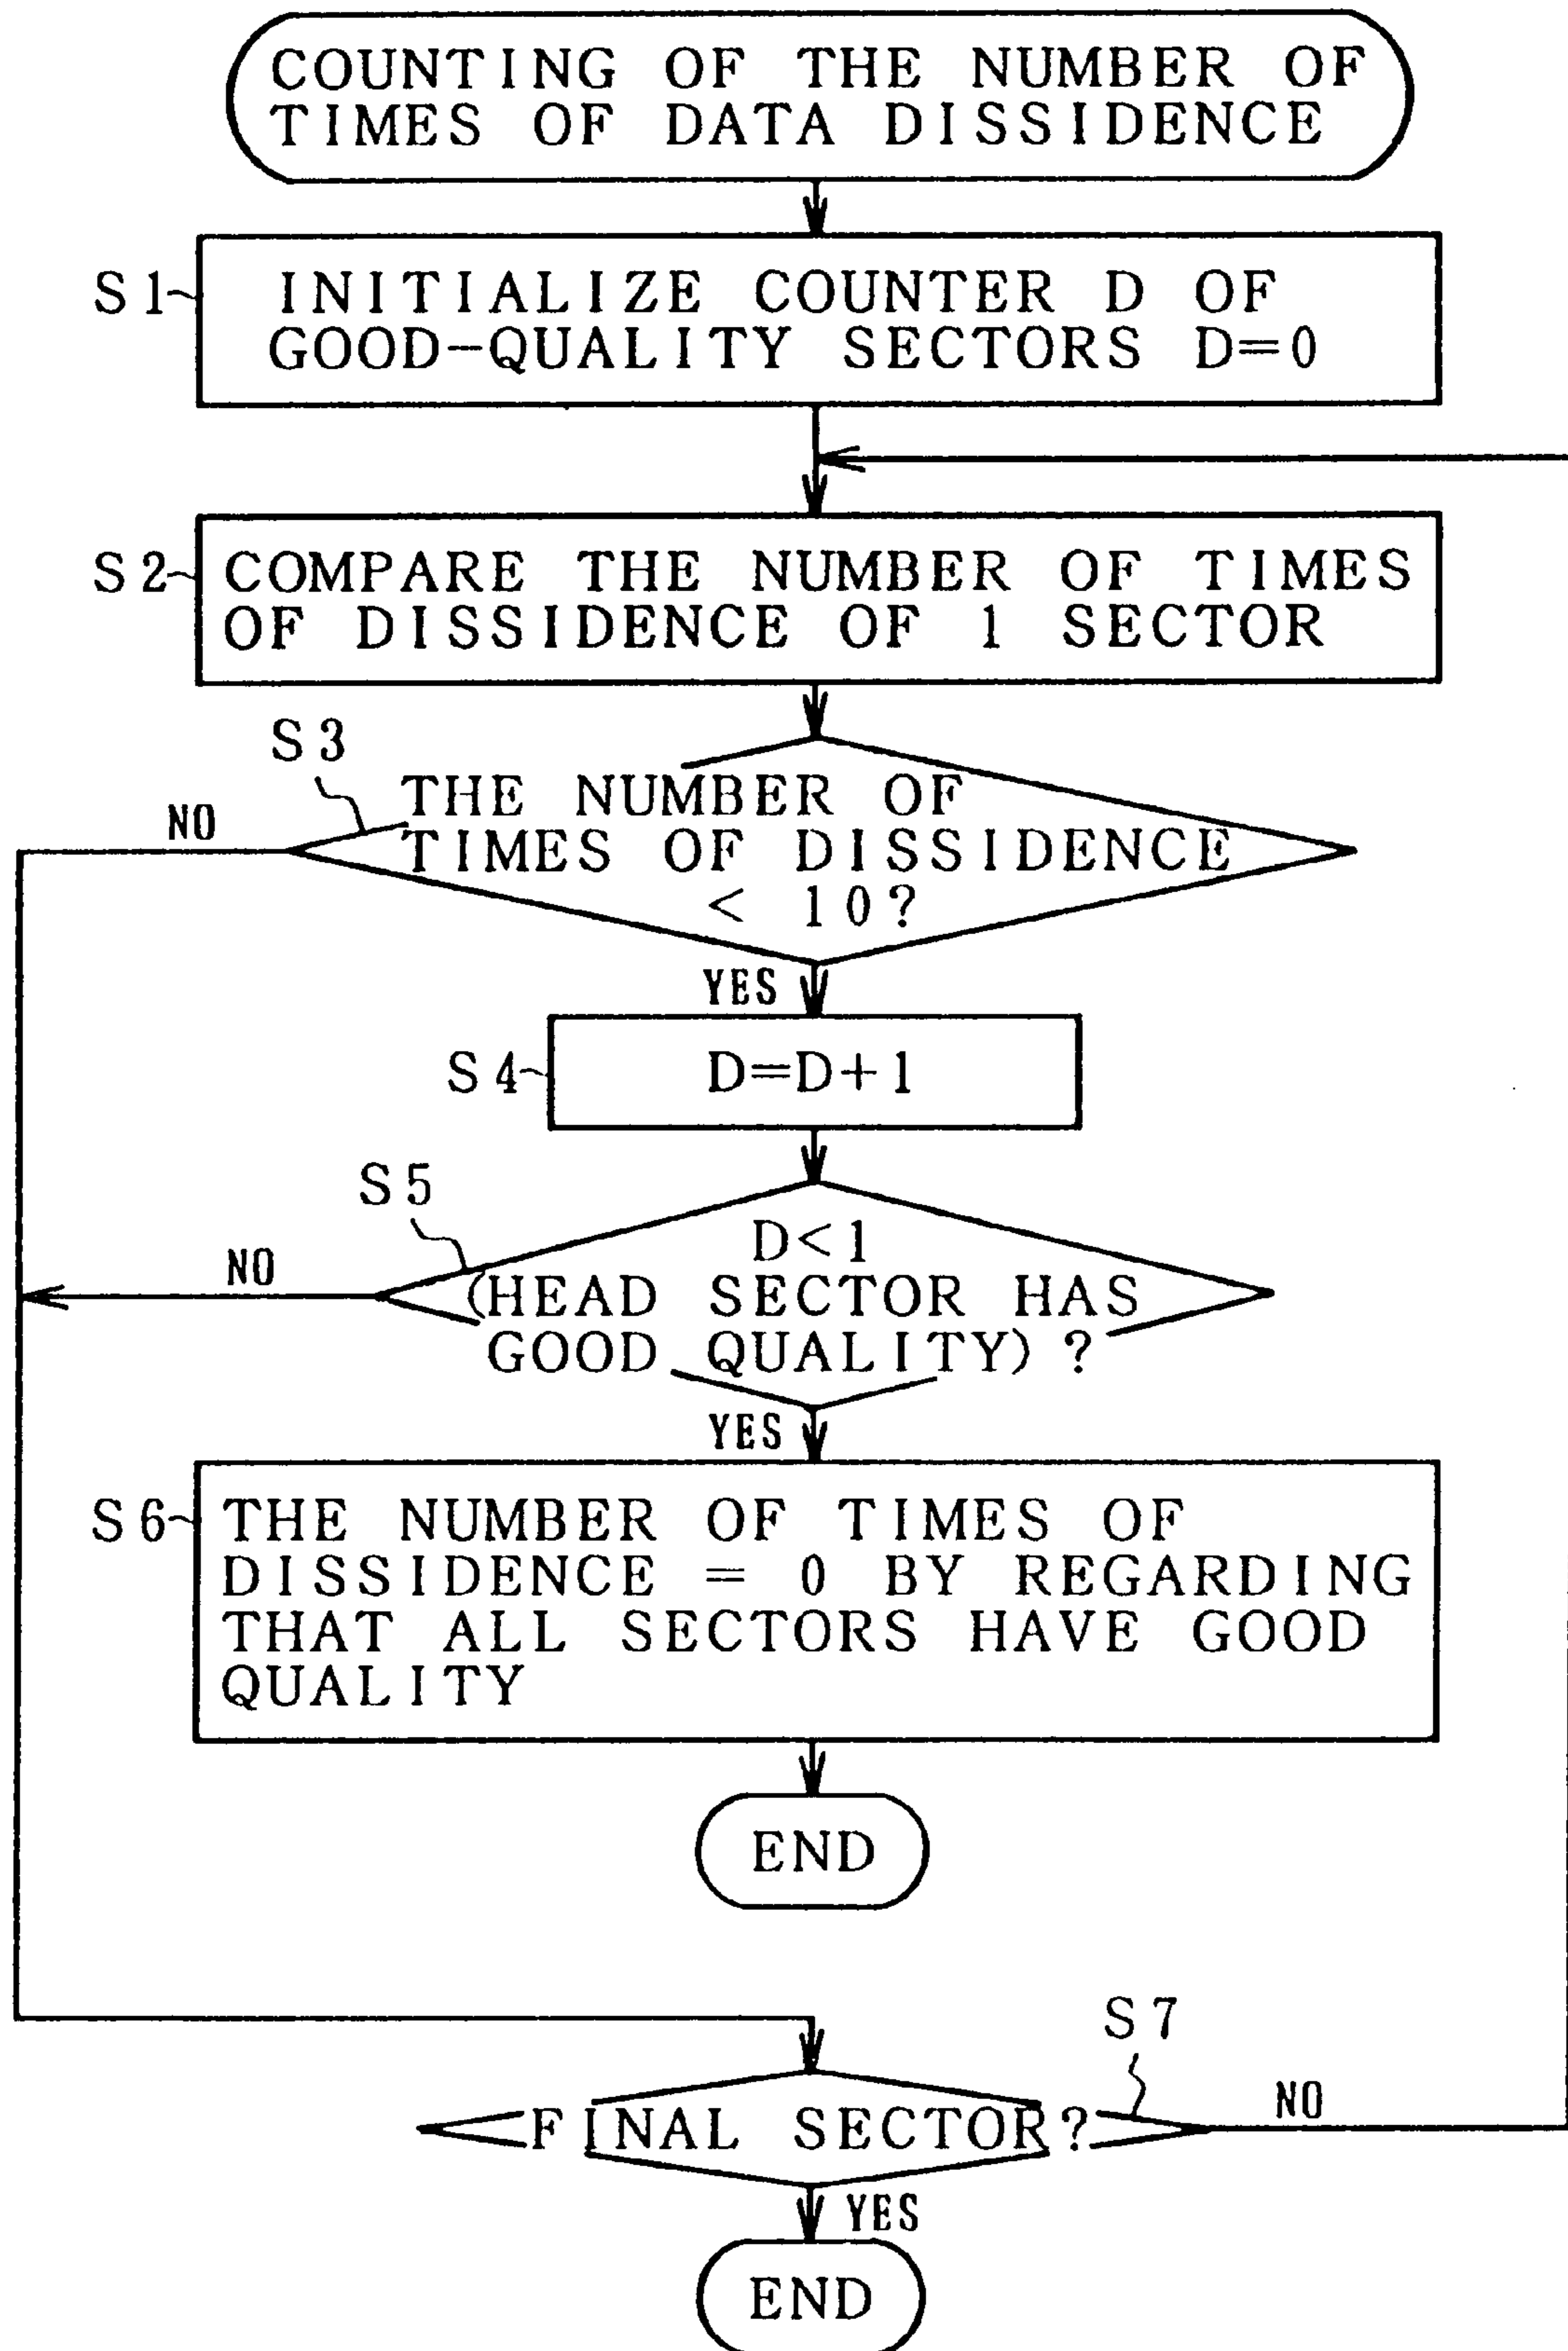 COUNTING OF THE NUMBER OF
TIMES OF DATA DISSIDENCE
S1
INITIALIZE COUNTER D OF
GOOD-QUALITY SECTORS D=0
S2
COMPARE THE NUMBER OF TIMES
OF DISSIDENCE OF 1 SECTOR
S3
NO
THE NUMBER OF
TIMES OF DISSIDENCE
< 10?
YES
S4
D=D+1
S5
NO
D<1
(HEAD SECTOR HAS
GOOD QUALITY)?
YES
S6
THE NUMBER OF TIMES OF
DISSIDENCE = 0 BY REGARDING
THAT ALL SECTORS HAVE GOOD
QUALITY
END
S7
FINAL SECTOR?
NO
YES
END